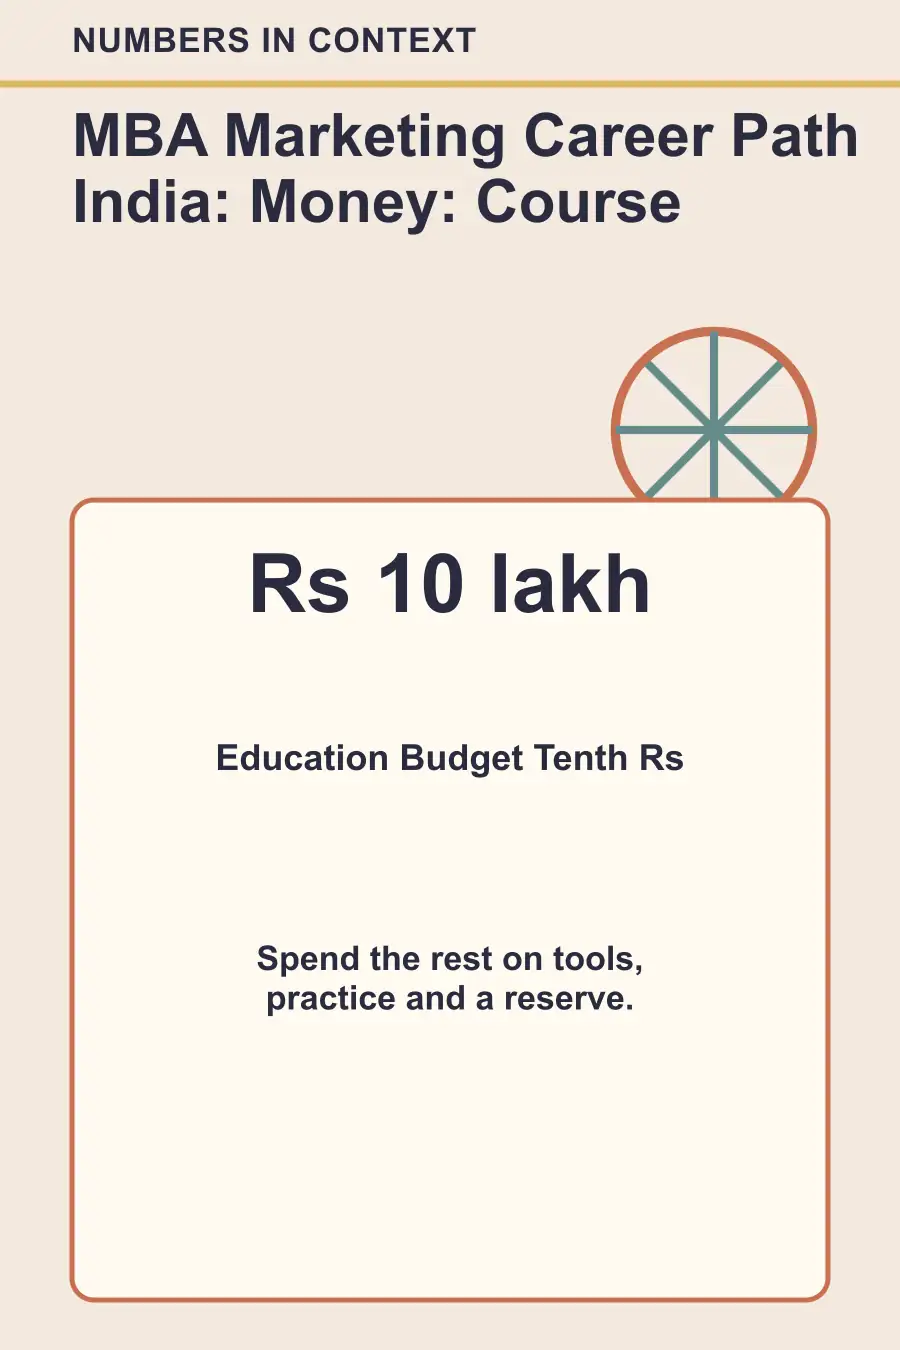 NUMBERS IN CONTEXT
MBA Marketing Career Path
India: Money: Course
Rs 10 lakh
Education Budget Tenth Rs
Spend the rest on tools,
practice and a reserve.